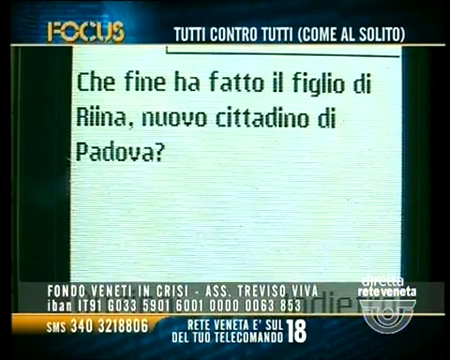 FOCUS
TUTTI CONTRO TUTTI (COME AL SOLITO)
Che fine ha fatto il figlio di
Riina, nuovo cittadino di
Padova?
diretta
reteveneta
FONDO VENETI IN CRISI - ASS. TREVISO VIVA
iban IT91 G033 5901 6001 0000 0063 853
SMS 340 3218806
RETE VENETA E' SUL
DEL TUO TELECOMANDO 18